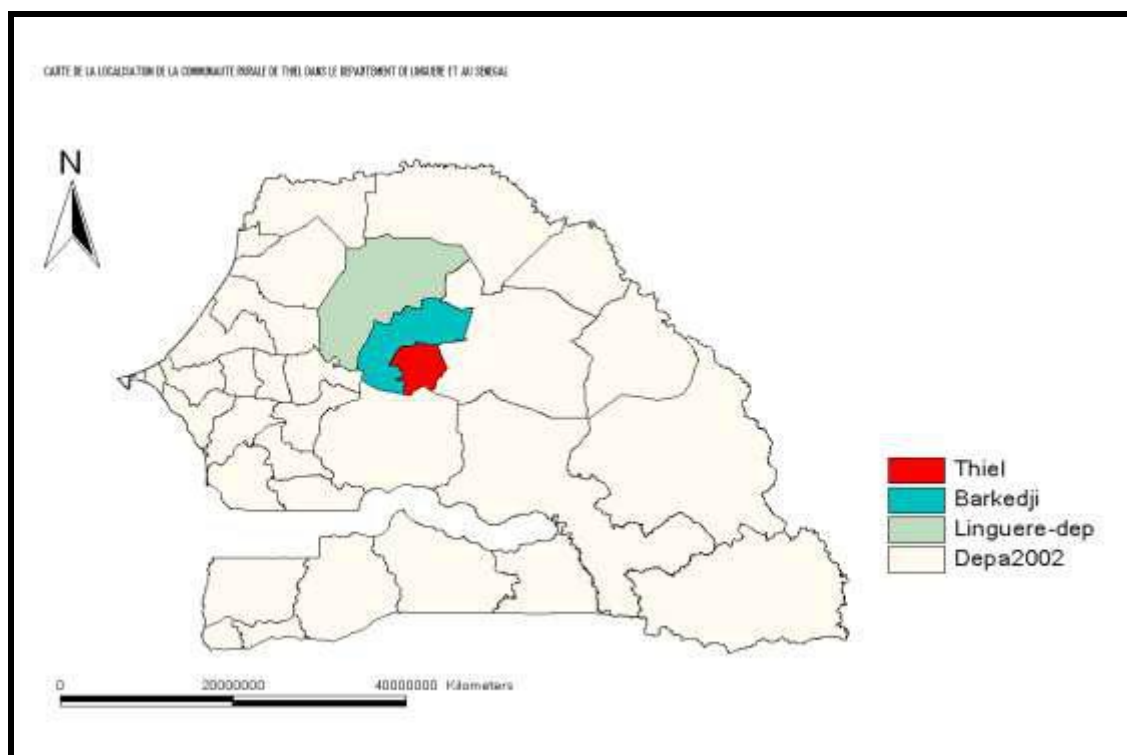 CARTE DE LA LOCALISATION DE LA COMMUNAUTE RURALE DE THIEL DANS LE DEPARTEMENT DE LINGUERE ET AU SENEGAL
N
Thiel
Barkedji
Linguere-dep
Depa2002
0 20000000 40000000 Kilometers